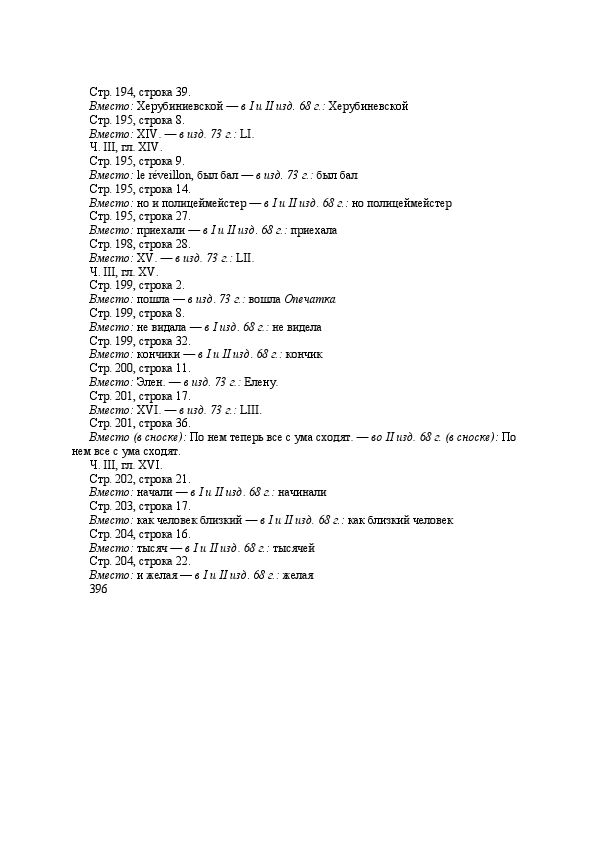 Стр. 194, строка 39.
Вместо: Херубиниевской — в I и II изд. 68 г.: Херубиневской
Стр. 195, строка 8.
Вместо: XIV. — в изд. 73 г.: LI.
Ч. III, гл. XIV.
Стр. 195, строка 9.
Вместо: le réveillon, был бал — в изд. 73 г.: был бал
Стр. 195, строка 14.
Вместо: но и полицеймейстер — в I и II изд. 68 г.: но полицеймейстер
Стр. 195, строка 27.
Вместо: приехали — в I и II изд. 68 г.: приехала
Стр. 198, строка 28.
Вместо: XV. — в изд. 73 г.: LII.
Ч. III, гл. XV.
Стр. 199, строка 2.
Вместо: пошла — в изд. 73 г.: вошла Опечатка
Стр. 199, строка 8.
Вместо: не видала — в I изд. 68 г.: не видела
Стр. 199, строка 32.
Вместо: кончики — в I и II изд. 68 г.: кончик
Стр. 200, строка 11.
Вместо: Элен. — в изд. 73 г.: Елену.
Стр. 201, строка 17.
Вместо: XVI. — в изд. 73 г.: LIII.
Стр. 201, строка 36.
Вместо (в сноске): По нем теперь все с ума сходят. — во II изд. 68 г. (в сноске): По
нем все с ума сходят.
Ч. III, гл. XVI.
Стр. 202, строка 21.
Вместо: начали — в I и II изд. 68 г.: начинали
Стр. 203, строка 17.
Вместо: как человек близкий — в I и II изд. 68 г.: как близкий человек
Стр. 204, строка 16.
Вместо: тысяч — в I и II изд. 68 г.: тысячей
Стр. 204, строка 22.
Вместо: и желая — в I и II изд. 68 г.: желая
396